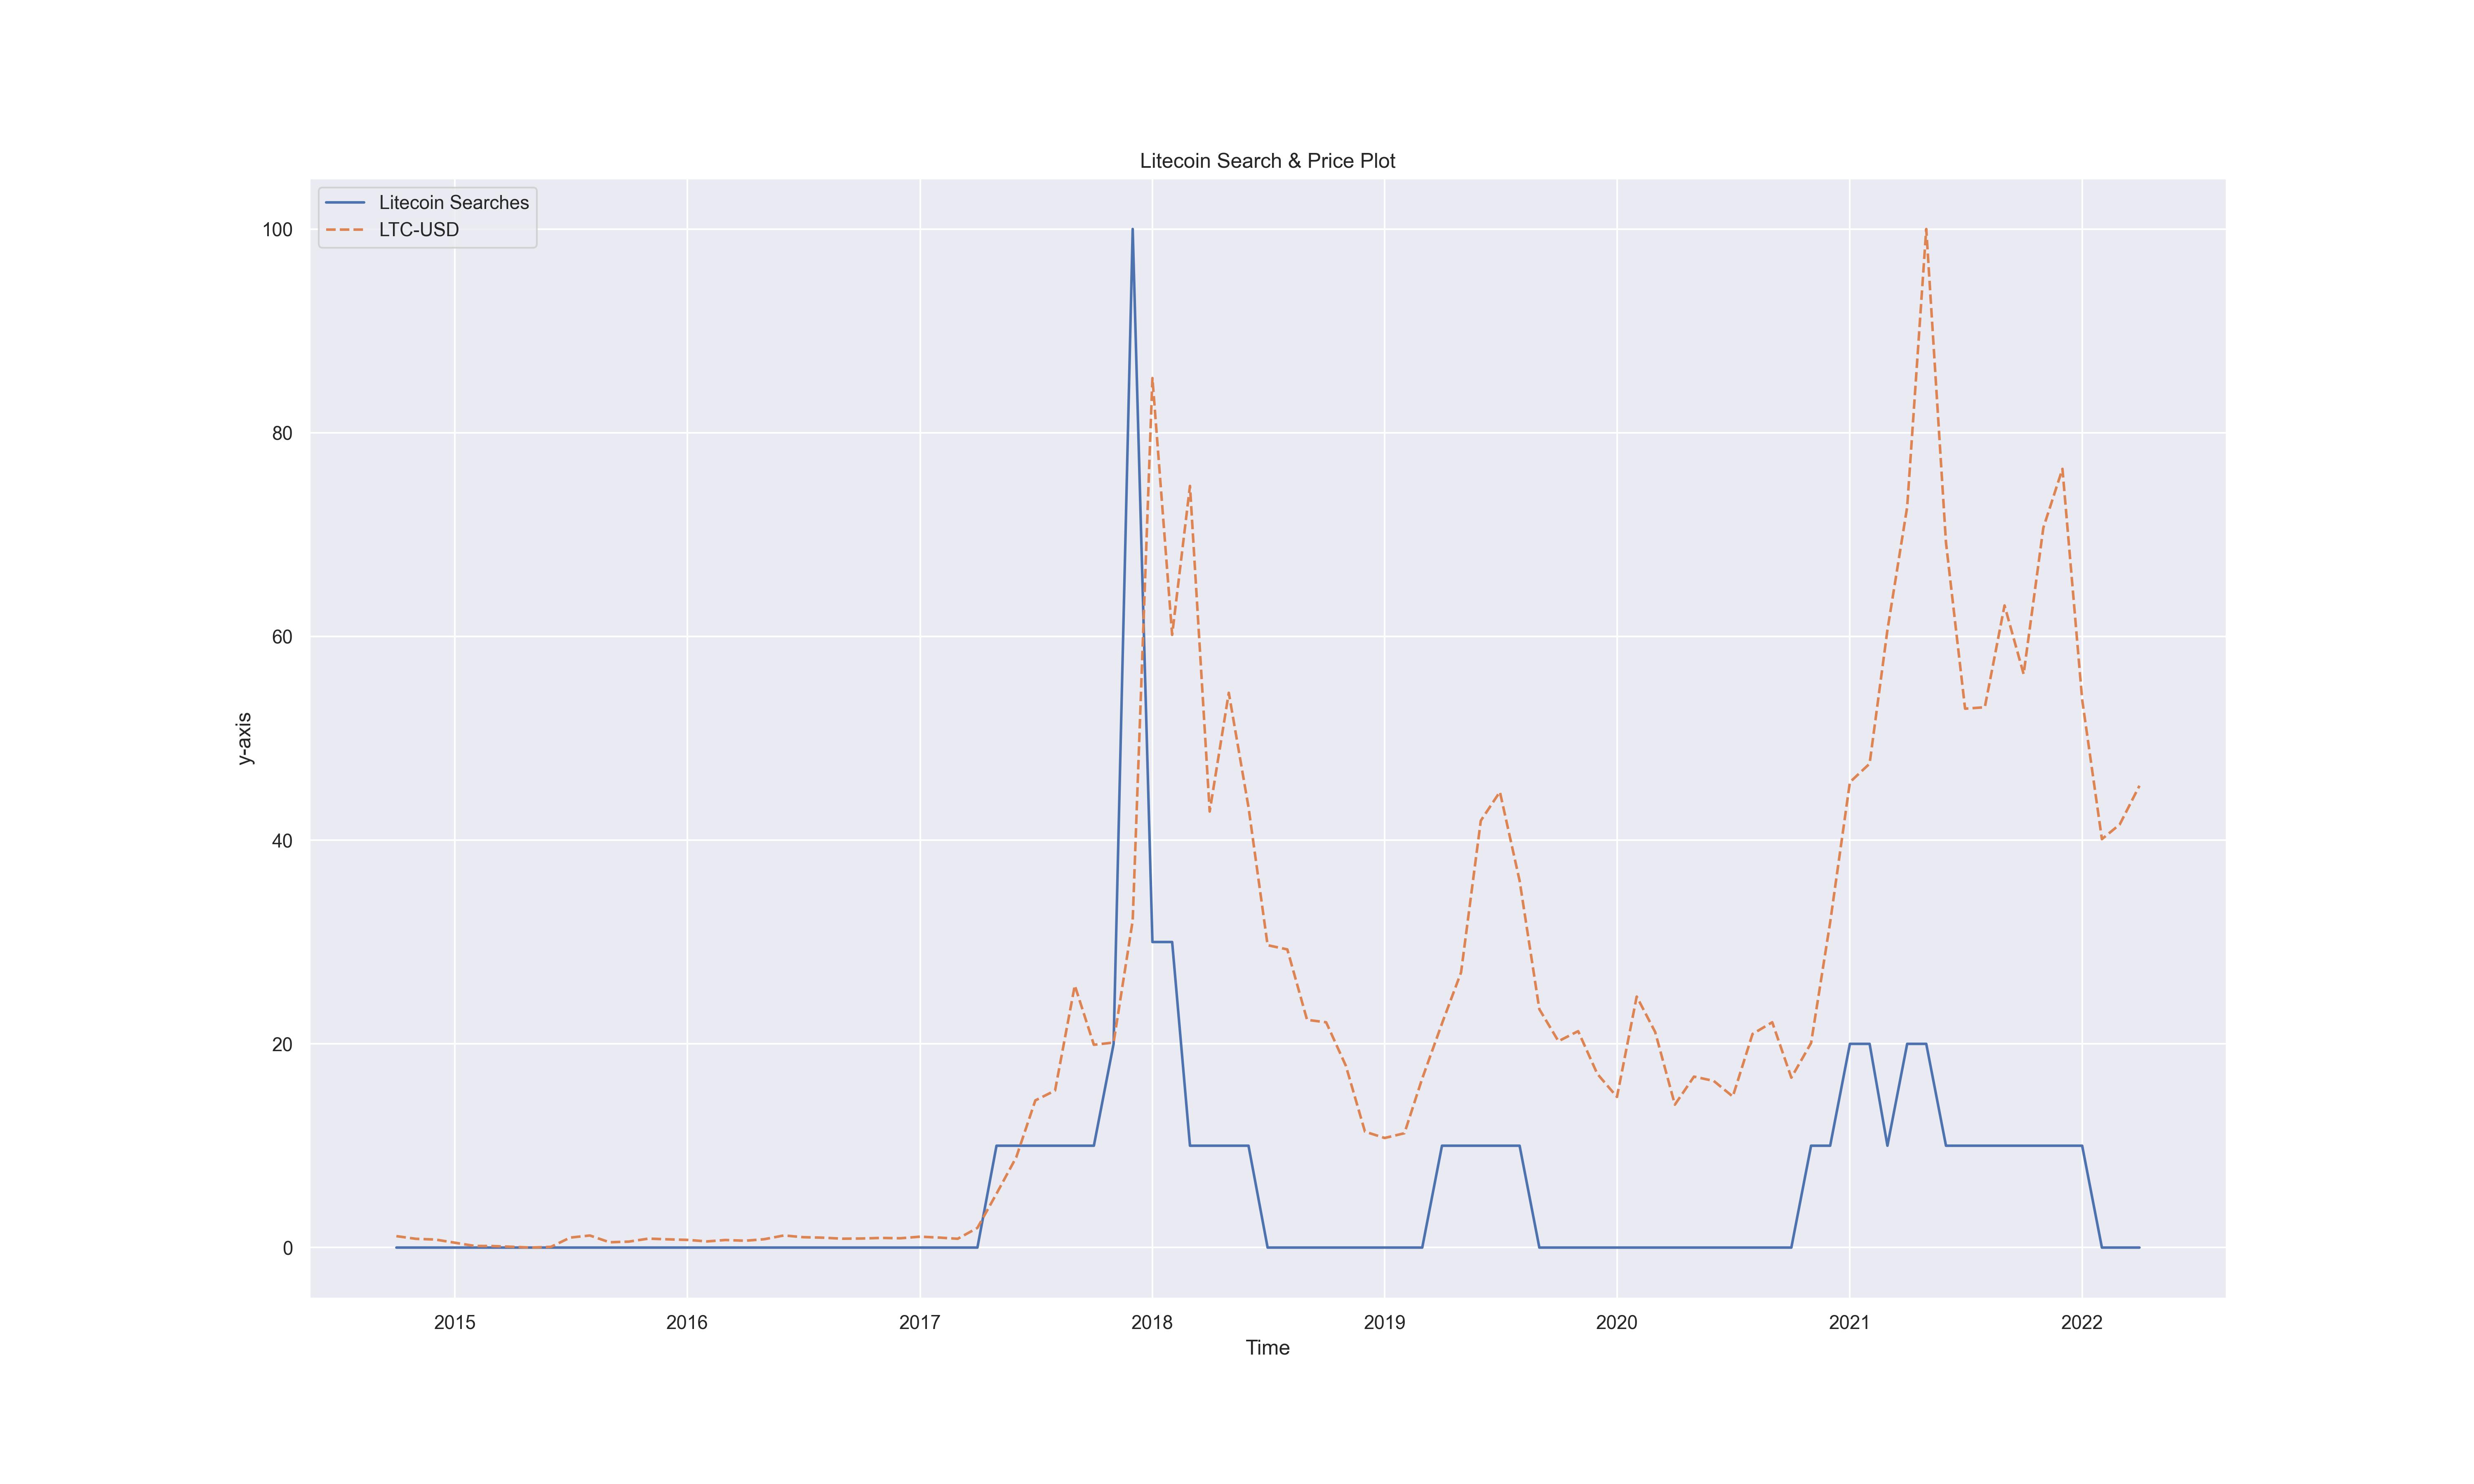 Litecoin Search & Price Plot
Litecoin Searches
LTC-USD
100
80
60
40
20
0
y-axis
2015 2016 2017 2018 2019 2020 2021 2022
Time